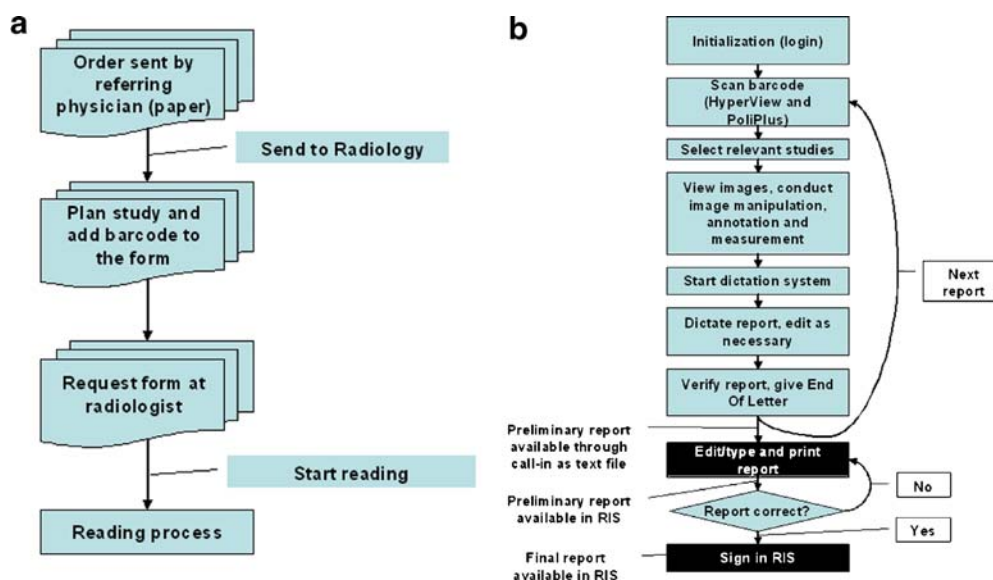 a
Order sent by
referring
physician (paper)
Send to Radiology
Plan study and
add barcode to
the form
Request form at
radiologist
Start reading
Reading process
b
Initialization (login)
Scan barcode
(HyperView and
PoliPlus)
Select relevant studies
View images, conduct
image manipulation,
annotation and
measurement
Start dictation system
Next
report
Dictate report, edit as
necessary
Verify report, give End
Of Letter
Preliminary report
available through
call-in as text file
Edit/type and print
report
No
Preliminary report
available in RIS
Report correct?
Yes
Final report
available in RIS
Sign in RIS